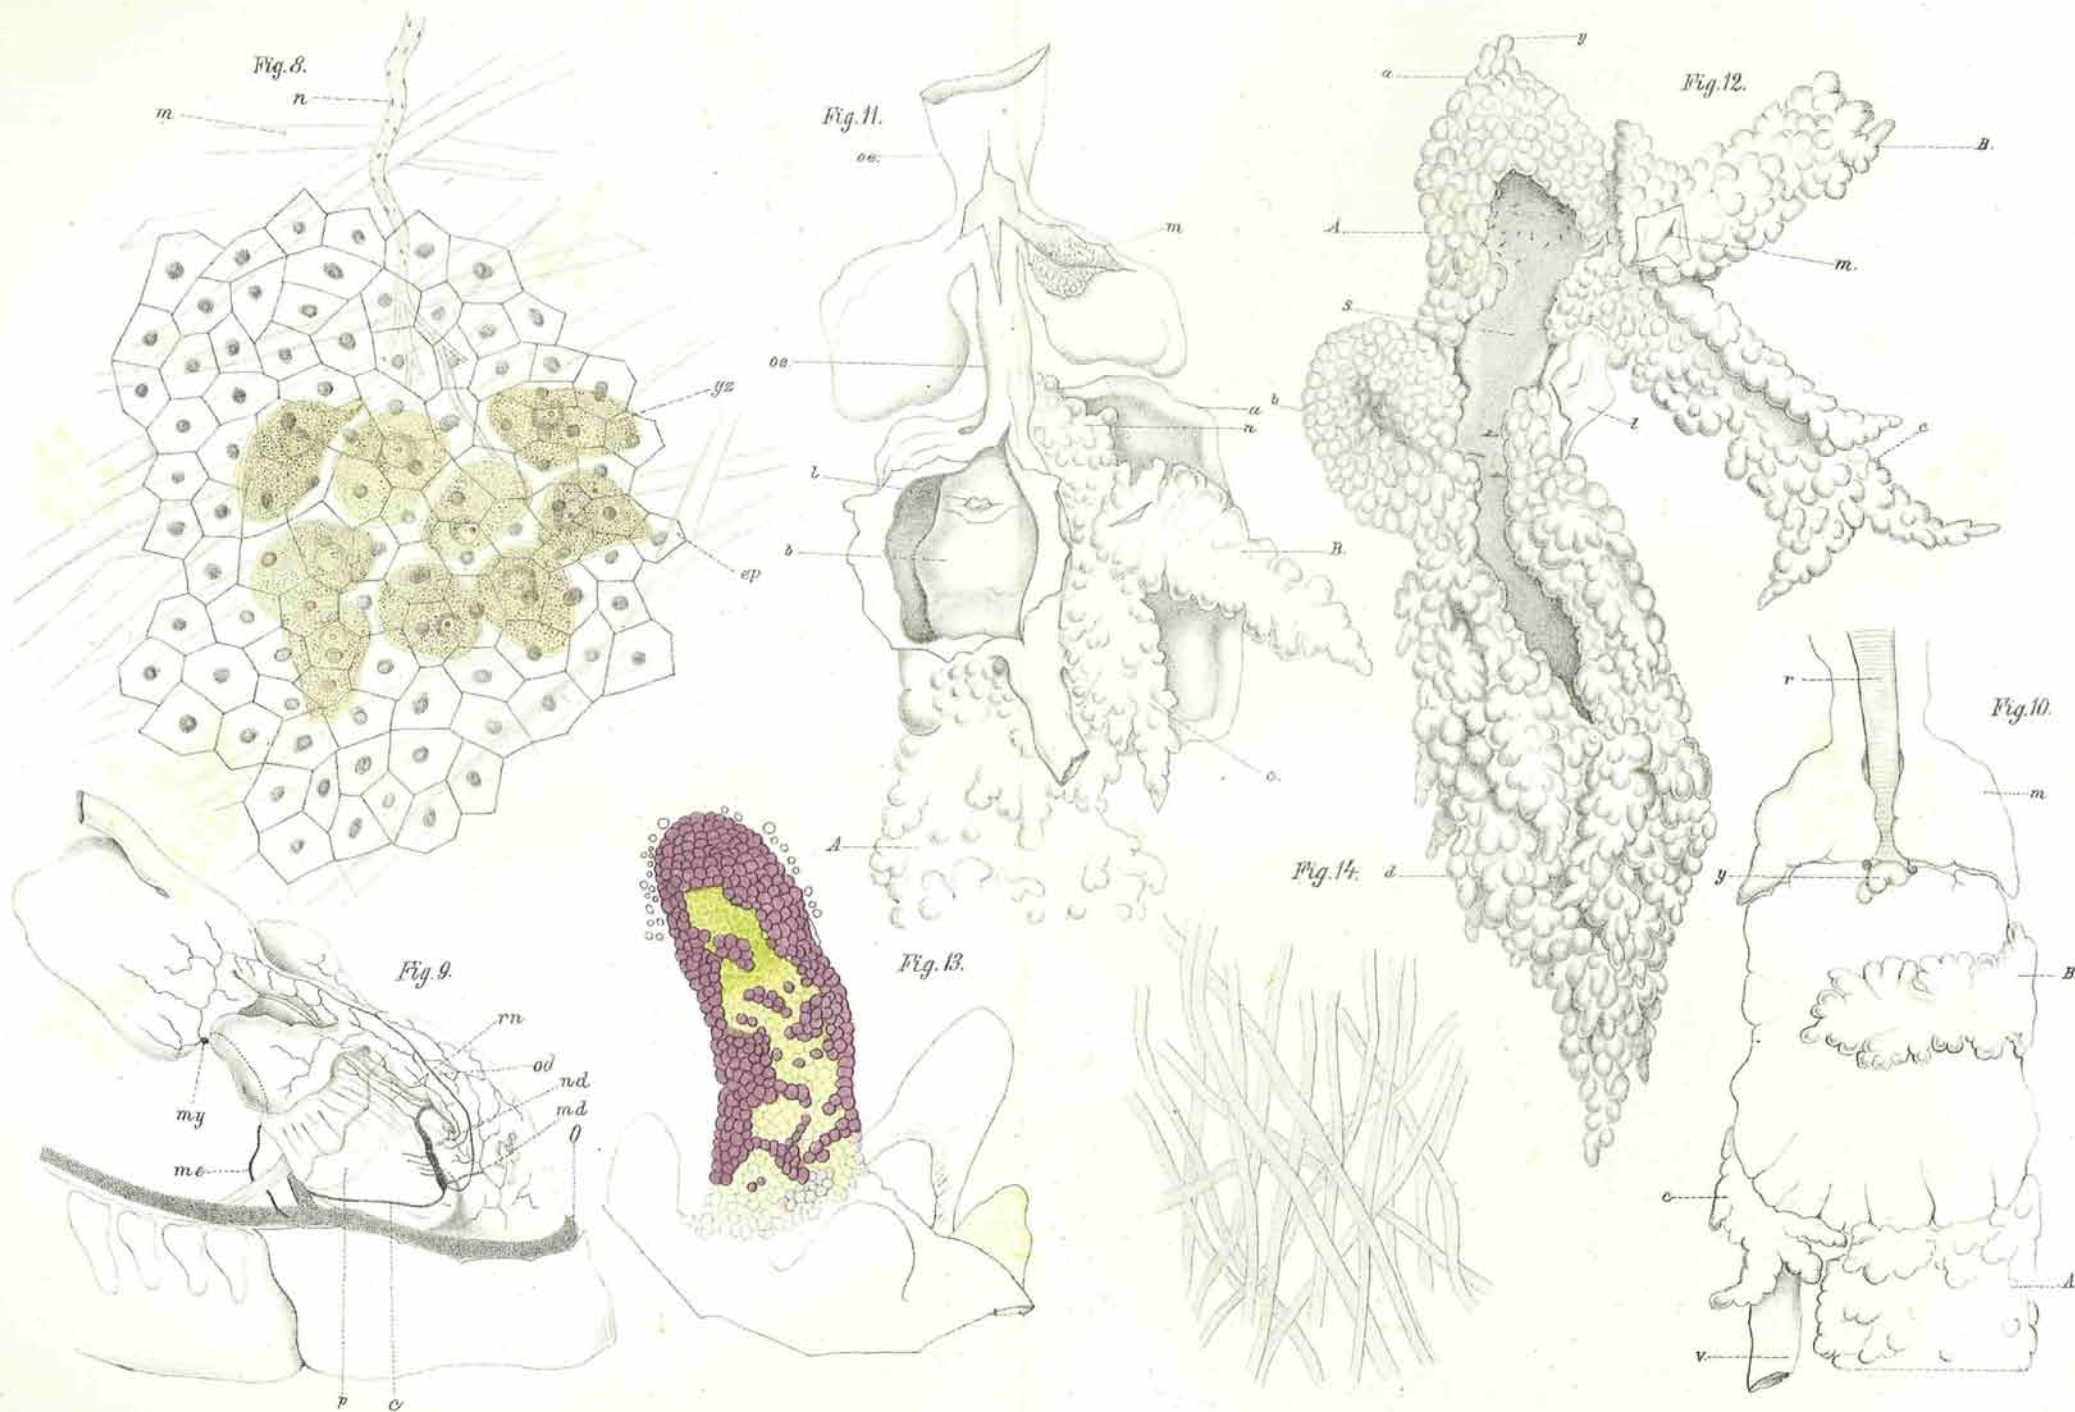 Fig. 8.
n
m
yz
ep
Fig. 11.
oe.
m
oe.
a
n
l
b
B.
o.
A
Fig. 12.
y
a
B.
A
m.
s
b
l
c
d
Fig. 10.
r
m
y
B
c
A
v.
Fig. 9.
rn
od
nd
md
O
my
me
p
c
Fig. 13.
Fig. 14.